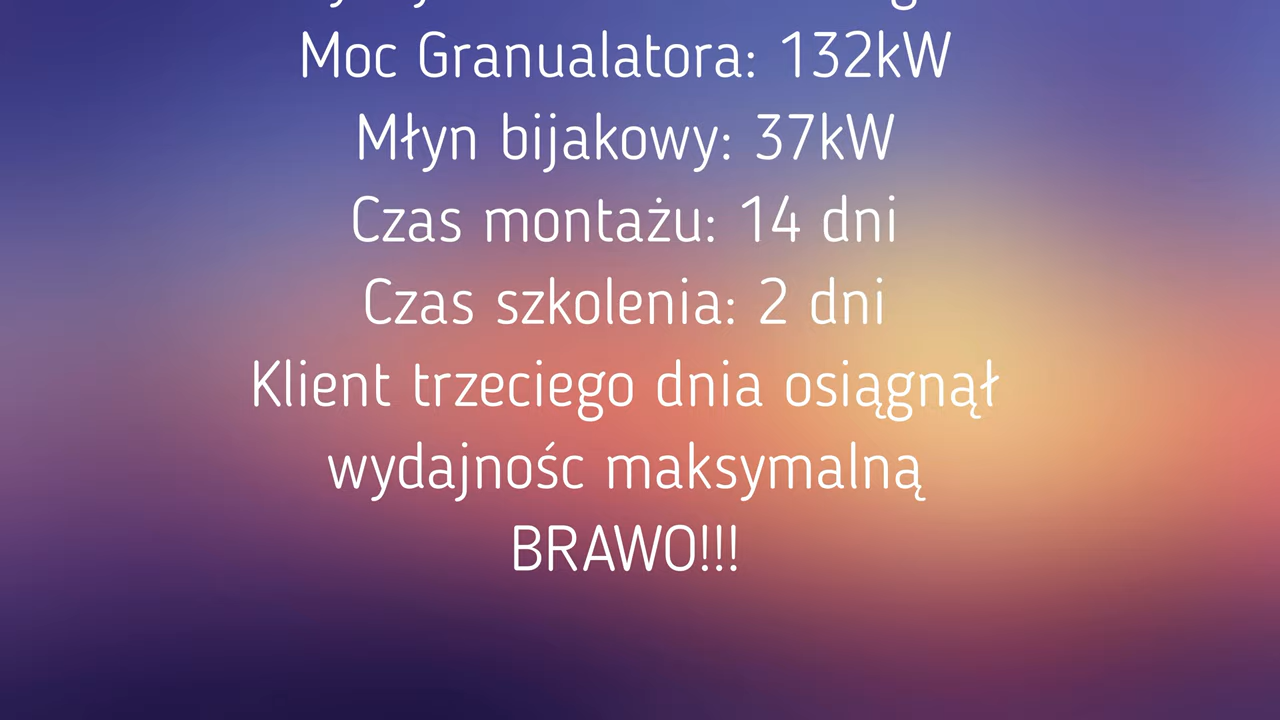 Moc Granualatora: 132kW
Młyn bijakowy: 37kW
Czas montażu: 14 dni
Czas szkolenia: 2 dni
Klient trzeciego dnia osiągnął
wydajnośc maksymalną
BRAWO!!!